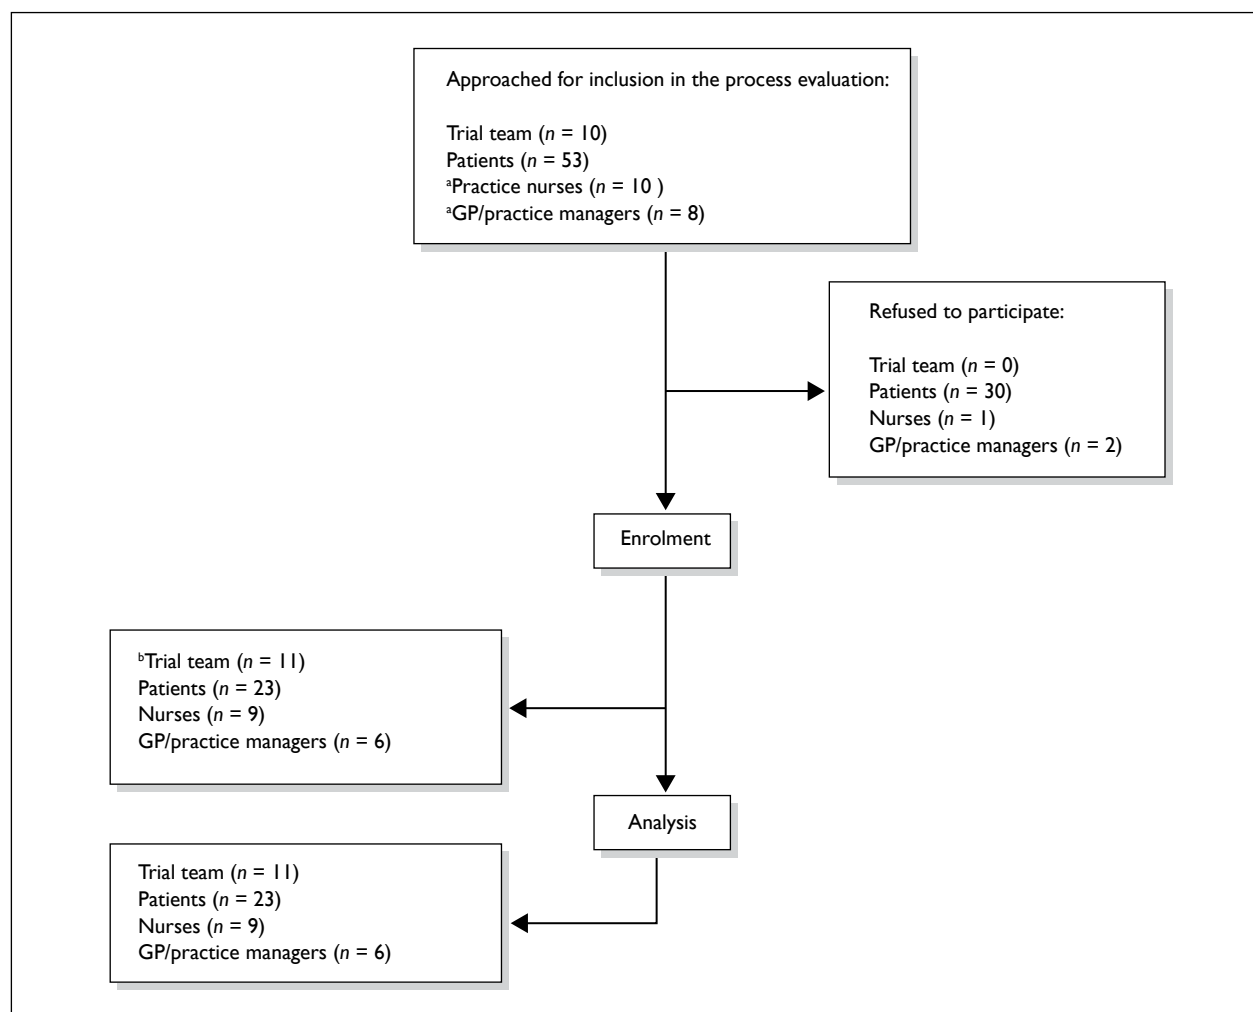 Approached for inclusion in the process evaluation:
Trial team (n = 10)
Patients (n = 53)
ᵃPractice nurses (n = 10 )
ᵃGP/practice managers (n = 8)
Refused to participate:
Trial team (n = 0)
Patients (n = 30)
Nurses (n = 1)
GP/practice managers (n = 2)
Enrolment
ᵇTrial team (n = 11)
Patients (n = 23)
Nurses (n = 9)
GP/practice managers (n = 6)
Analysis
Trial team (n = 11)
Patients (n = 23)
Nurses (n = 9)
GP/practice managers (n = 6)